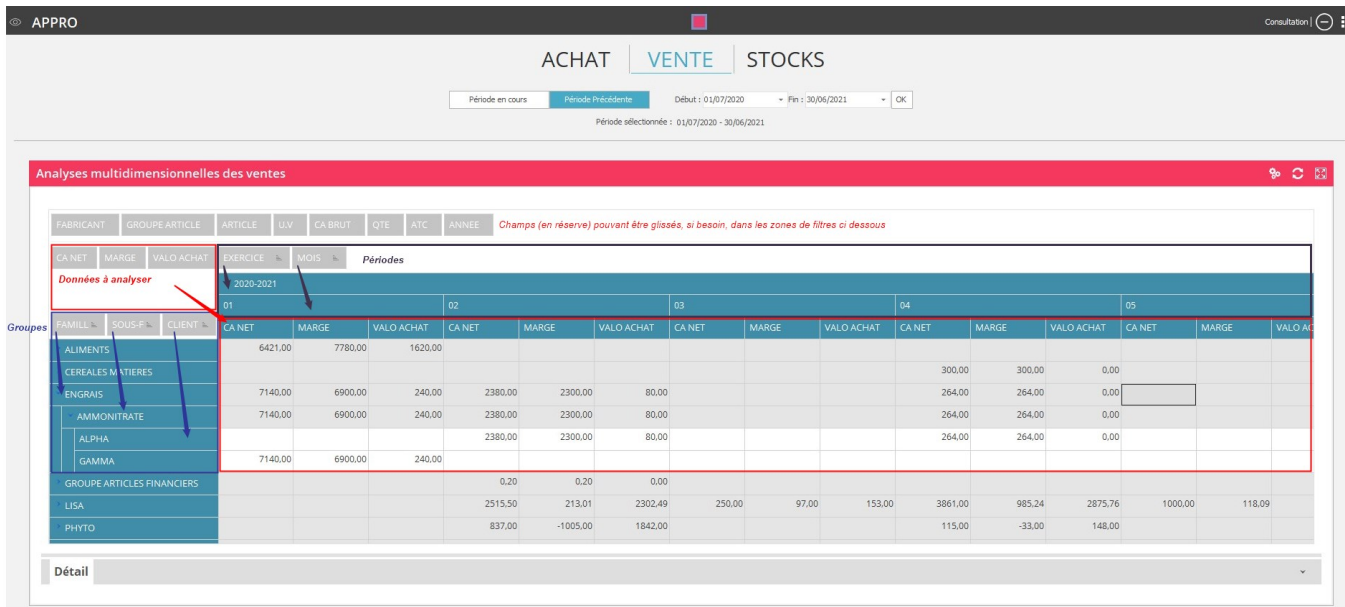 APPRO Consultation |
ACHAT VENTE STOCKS
Période en cours Période Précédente Début : 01/07/2020 Fin : 30/06/2021 OK
Période sélectionnée : 01/07/2020 - 30/06/2021
Analyses multidimensionnelles des ventes
FABRICANT GROUPE ARTICLE ARTICLE U.V CA BRUT QTE ATC ANNEE Champs (en réserve) pouvant être glissés, si besoin, dans les zones de filtres ci dessous
CA NET MARGE VALO ACHAT EXERCICE MOIS Périodes
Données à analyser 2020-2021
01 02 03 04 05
Groupes FAMILL SOUS-F CLIENT CA NET MARGE VALO ACHAT CA NET MARGE VALO ACHAT CA NET MARGE VALO ACHAT CA NET MARGE VALO ACHAT CA NET MARGE VALO AC
ALIMENTS 6421,00 7780,00 1620,00
CEREALES MATIERES 300,00 300,00 0,00
ENGRAIS 7140,00 6900,00 240,00 2380,00 2300,00 80,00 264,00 264,00 0,00
AMMONITRATE 7140,00 6900,00 240,00 2380,00 2300,00 80,00 264,00 264,00 0,00
ALPHA 2380,00 2300,00 80,00 264,00 264,00 0,00
GAMMA 7140,00 6900,00 240,00
GROUPE ARTICLES FINANCIERS 0,20 0,20 0,00
LISA 2515,50 213,01 2302,49 250,00 97,00 153,00 3861,00 985,24 2875,76 1000,00 118,09
PHYTO 837,00 -1005,00 1842,00 115,00 -33,00 148,00
Détail